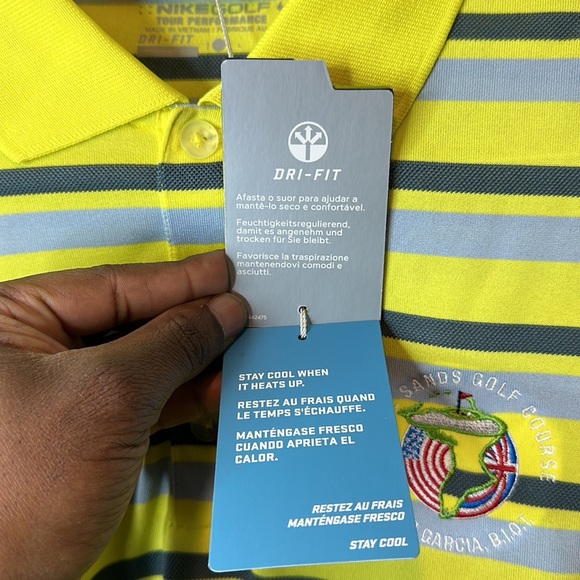 NIKEGOLF
TOUR PERFORMANCE
MADE IN VIETNAM / FABRIQUÉ AU
DRI-FIT
DRI-FIT
Afasta o suor para ajudar a
mantê-lo seco e confortável.
Feuchtigkeitsregulierend,
damit es angenehm und
trocken für Sie bleibt.
Favorisce la traspirazione
mantenendovi comodi e
asciutti.
STAY COOL WHEN
IT HEATS UP.
RESTEZ AU FRAIS QUAND
LE TEMPS S'ÉCHAUFFE.
MANTÉNGASE FRESCO
CUANDO APRIETA EL
CALOR.
RESTEZ AU FRAIS
MANTÉNGASE FRESCO
STAY COOL
SANDS GOLF COURSE
GARCIA, B.I.O.T.